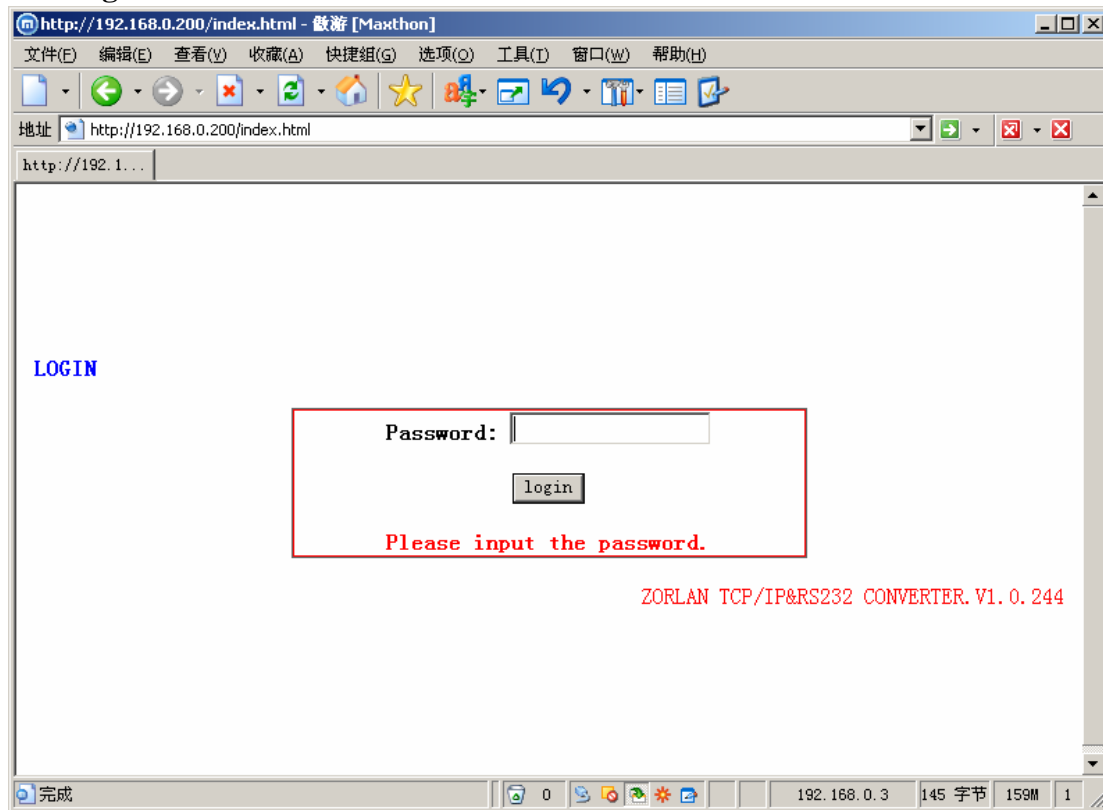 http://192.168.0.200/index.html - 傲游 [Maxthon]
文件(F) 编辑(E) 查看(V) 收藏(A) 快捷组(G) 选项(O) 工具(T) 窗口(W) 帮助(H)
地址 http://192.168.0.200/index.html
http://192.1...
LOGIN
Password:
login
Please input the password.
ZORLAN TCP/IP&RS232 CONVERTER.V1.0.244
完成 0 192.168.0.3 145 字节 159M 1